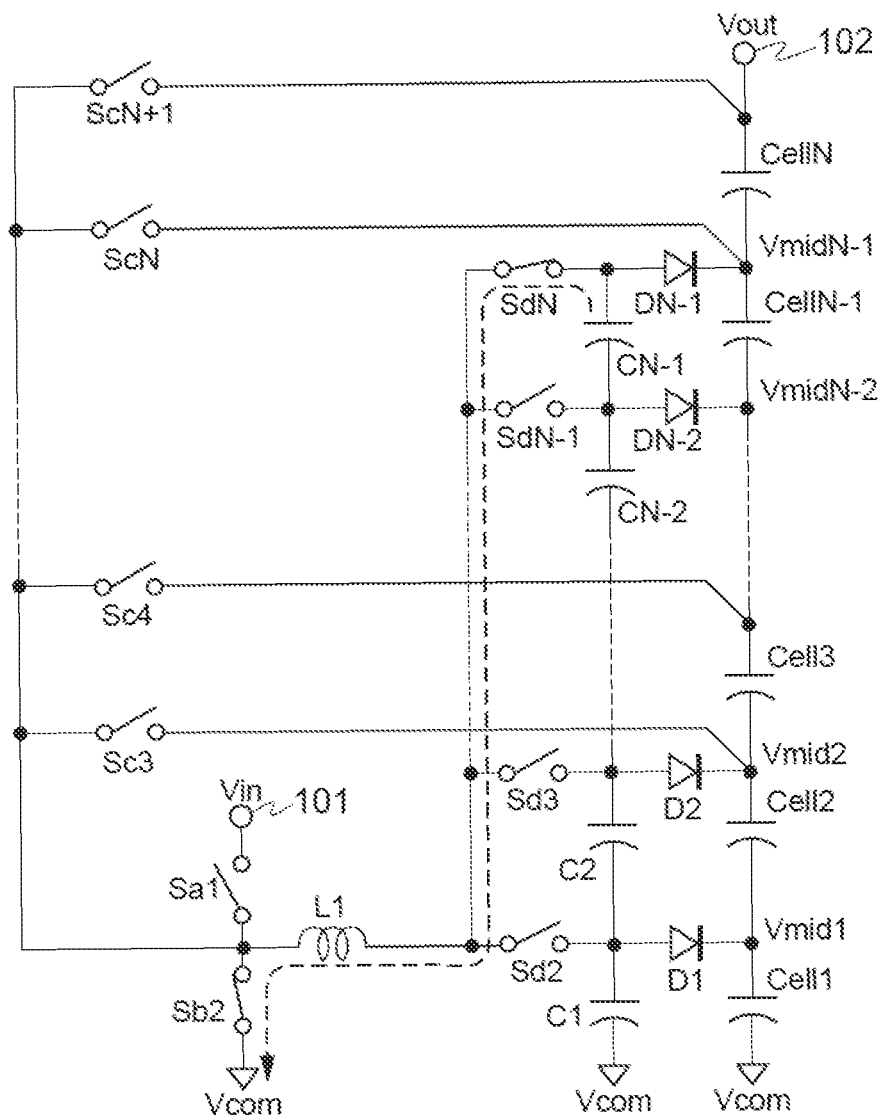 Vout
102
ScN+1
CellN
ScN
VmidN-1
SdN
DN-1
CellN-1
CN-1
VmidN-2
SdN-1
DN-2
CN-2
Sc4
Cell3
Sc3
Vmid2
Vin
101
Sd3
D2
Cell2
Sa1
C2
L1
Vmid1
Sd2
D1
Cell1
Sb2
C1
Vcom
Vcom
Vcom